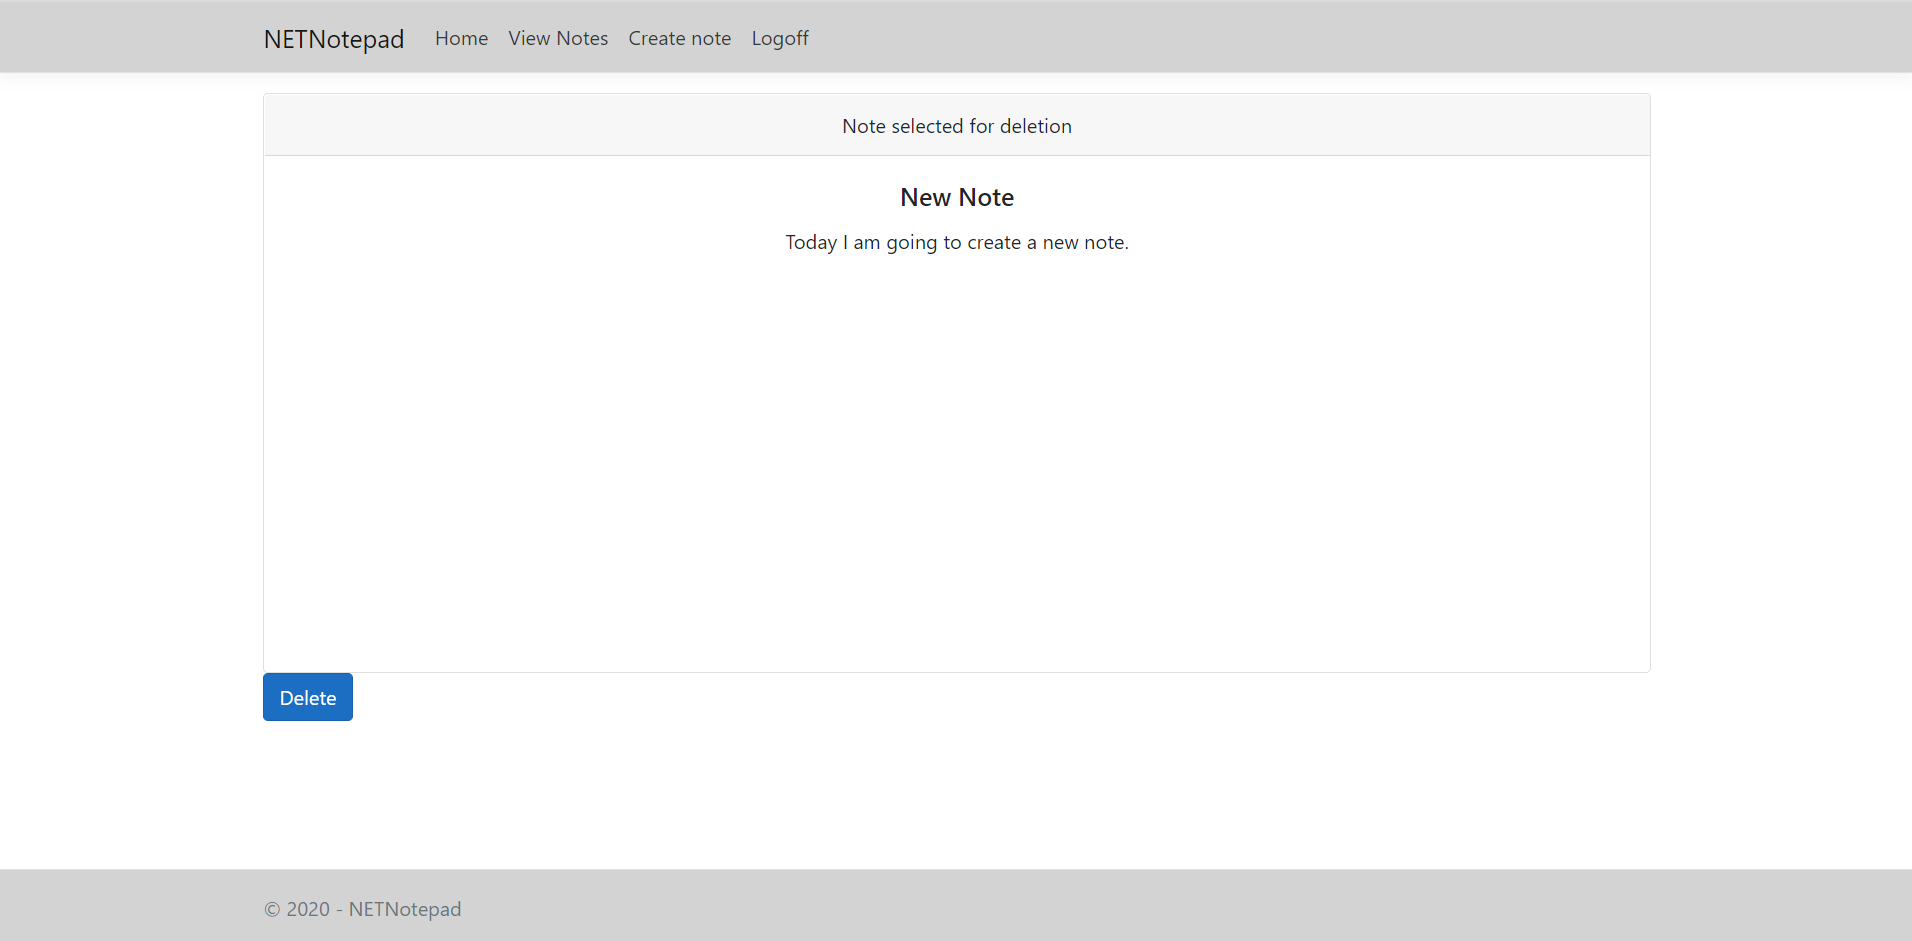 NETNotepad Home View Notes Create note Logoff
Note selected for deletion
New Note
Today I am going to create a new note.
Delete
© 2020 - NETNotepad